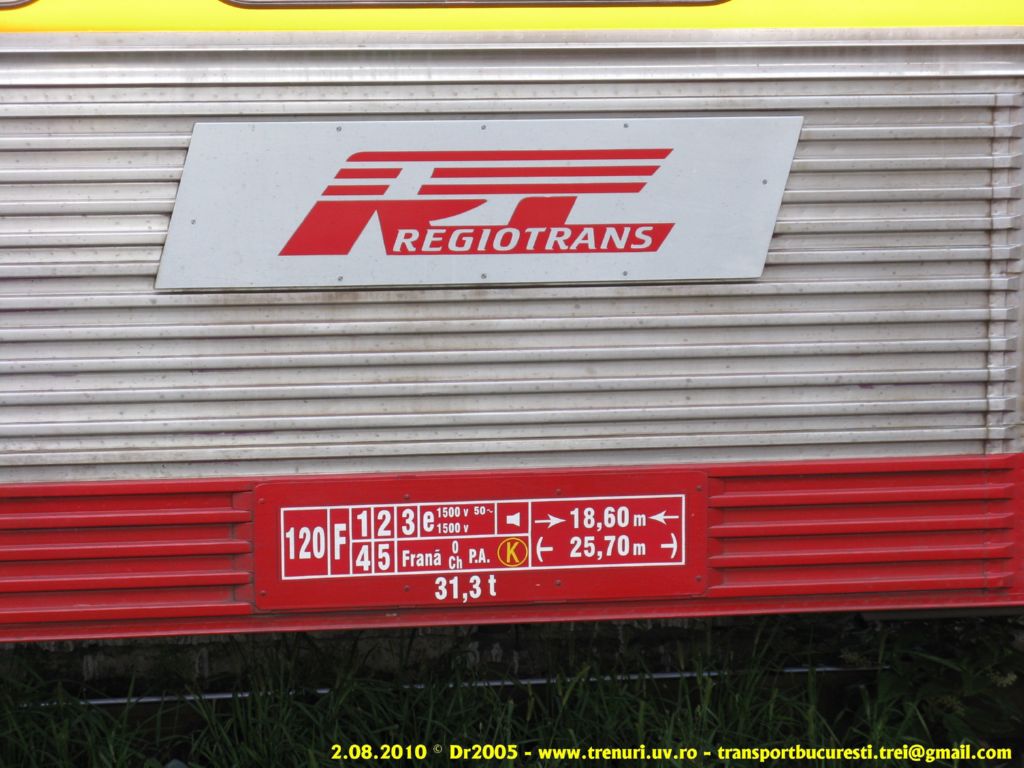 REGIOTRANS
120 F 1 2 3 e 1500 v 50~ 1500 v 18,60 m
4 5 Frană O Ch P.A. K 25,70 m
31,3 t
2.08.2010 © Dr2005 - www.trenuri.uv.ro - transportbucuresti.trei@gmail.com